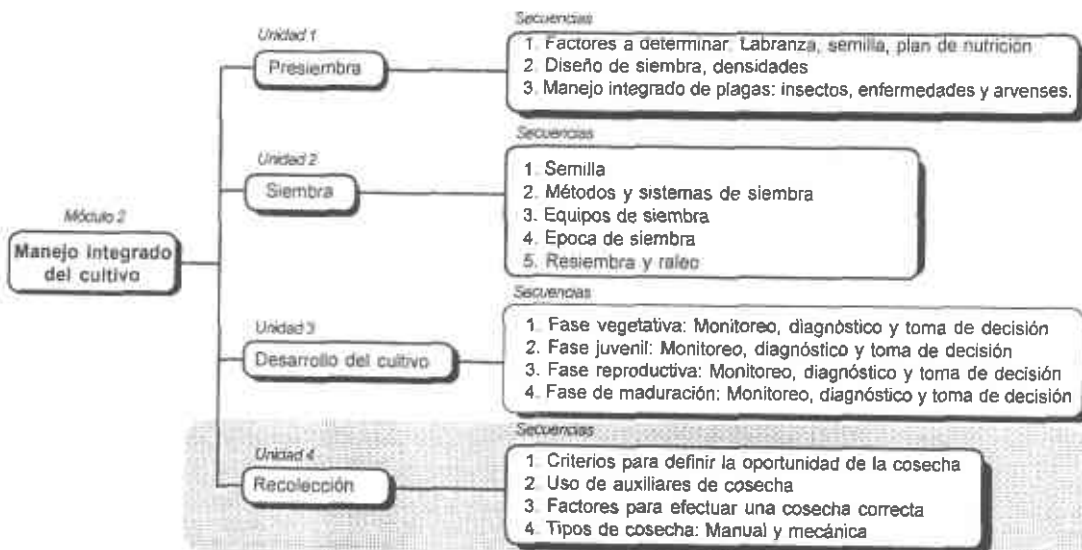 Unidad 1
Presiembra
Secuencias
1. Factores a determinar. Labranza, semilla, plan de nutrición
2. Diseño de siembra, densidades
3. Manejo integrado de plagas: insectos, enfermedades y arvenses.
Unidad 2
Siembra
Secuencias
1. Semilla
2. Métodos y sistemas de siembra
3. Equipos de siembra
4. Epoca de siembra
5. Resiembra y raleo
Módulo 2
Manejo integrado
del cultivo
Unidad 3
Desarrollo del cultivo
Secuencias
1. Fase vegetativa: Monitoreo, diagnóstico y toma de decisión
2. Fase juvenil: Monitoreo, diagnóstico y toma de decisión
3. Fase reproductiva: Monitoreo, diagnóstico y toma de decisión
4. Fase de maduración: Monitoreo, diagnóstico y toma de decisión
Unidad 4
Recolección
Secuencias
1. Criterios para definir la oportunidad de la cosecha
2. Uso de auxiliares de cosecha
3. Factores para efectuar una cosecha correcta
4. Tipos de cosecha: Manual y mecánica